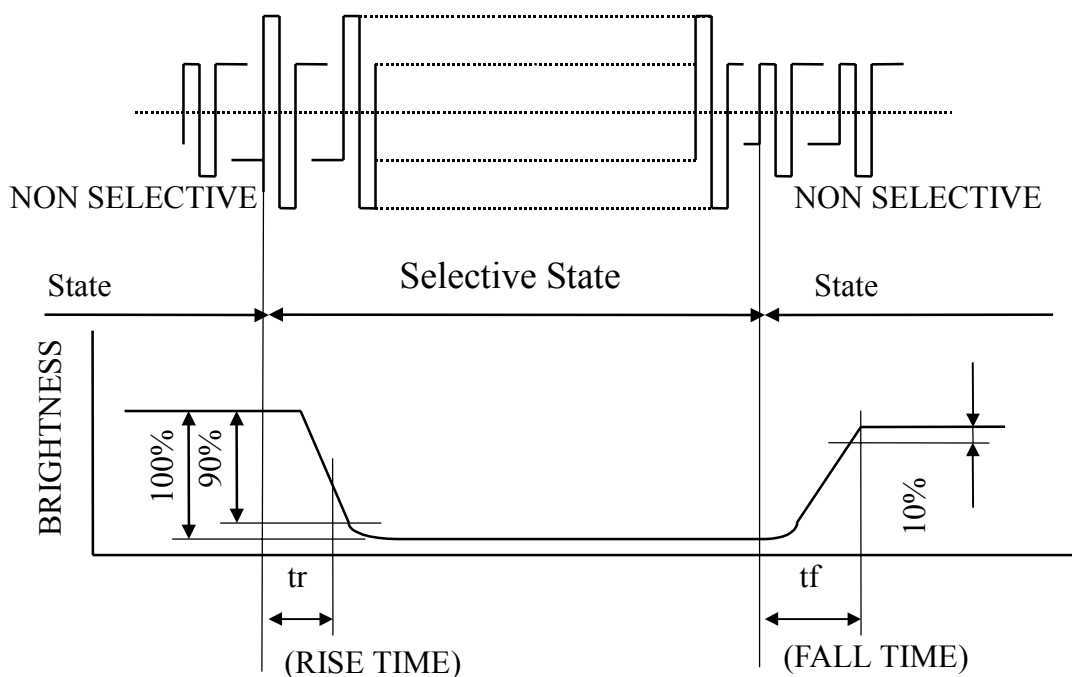 NON SELECTIVE
NON SELECTIVE
State
Selective State
State
BRIGHTNESS
100%
90%
10%
tr
tf
(RISE TIME)
(FALL TIME)